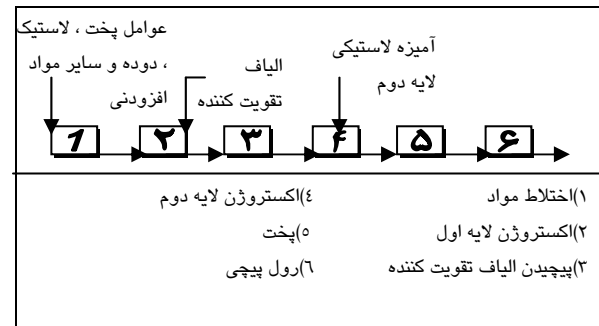 عوامل پخت ، لاستیک
، دوده و سایر مواد
افزودنی
الیاف
تقویت کننده
آمیزه لاستیکی
لایه دوم
1 ۲ ۳ ۴ ۵ ۶
۱)اختلاط مواد
۲)اکستروژن لایه اول
۳)پیچیدن الیاف تقویت کننده
٤)اکستروژن لایه دوم
٥)پخت
٦)رول پیچی